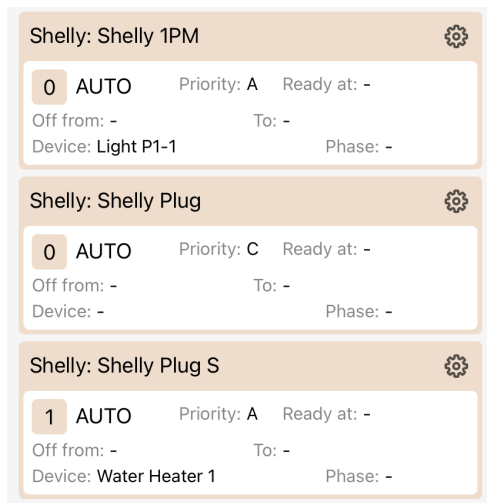 Shelly: Shelly 1PM
0 AUTO Priority: A Ready at: -
Off from: - To: -
Device: Light P1-1 Phase: -
Shelly: Shelly Plug
0 AUTO Priority: C Ready at: -
Off from: - To: -
Device: - Phase: -
Shelly: Shelly Plug S
1 AUTO Priority: A Ready at: -
Off from: - To: -
Device: Water Heater 1 Phase: -